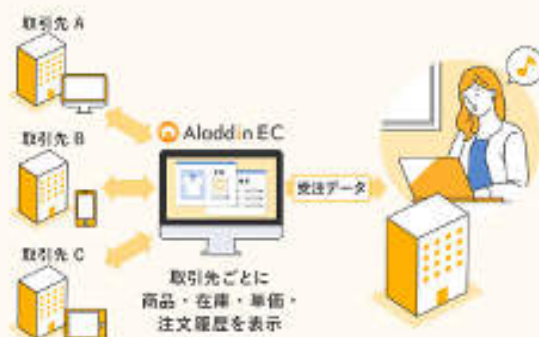 取引先 A
取引先 B
取引先 C
Aladdin EC
取引先ごとに
商品・在庫・単価・
注文履歴を表示
受注データ